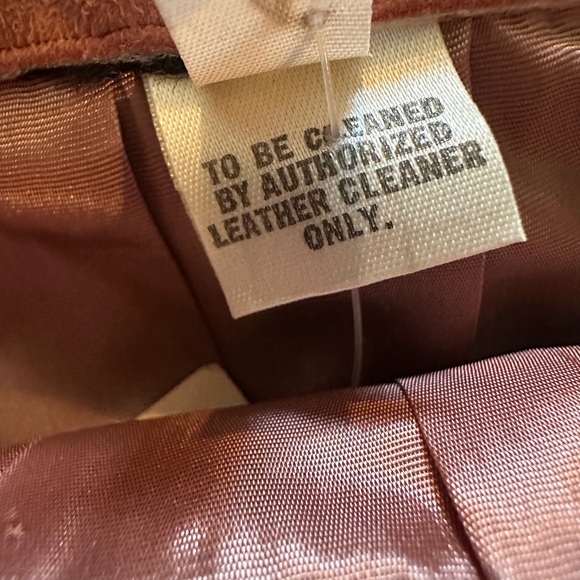 TO BE CLEANED
BY AUTHORIZED
LEATHER CLEANER
ONLY.